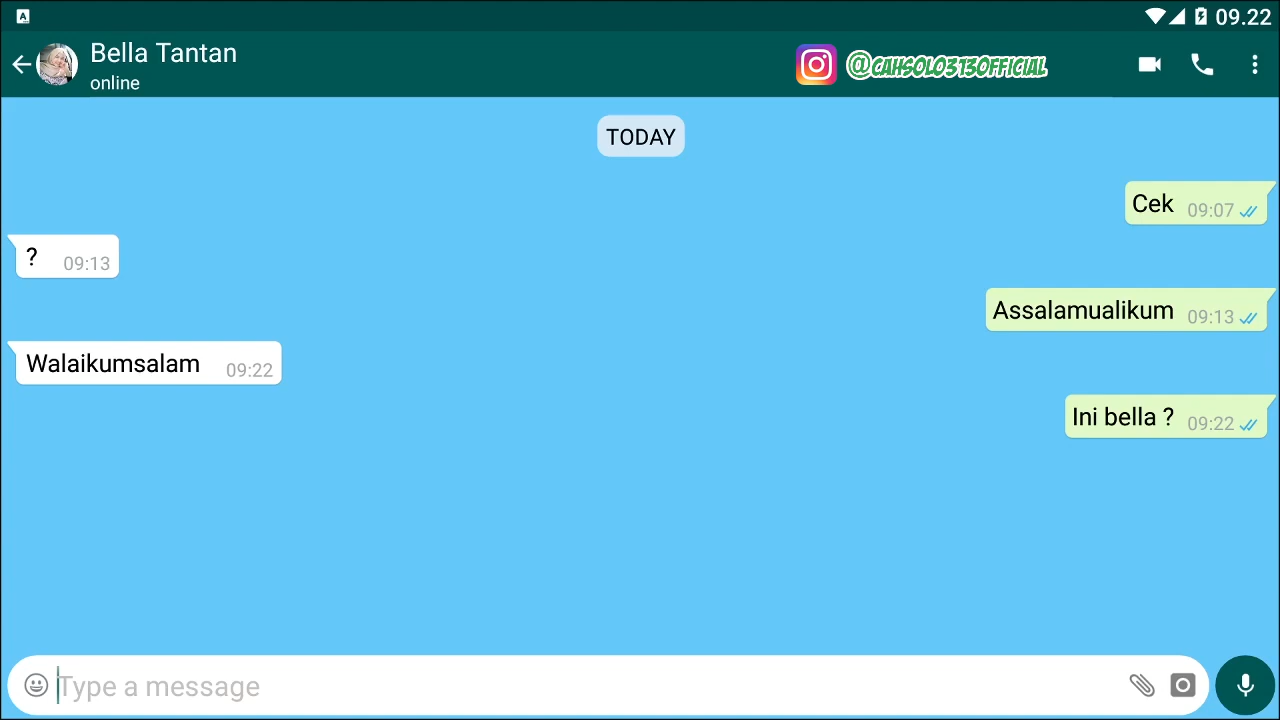 09.22
Bella Tantan
online
@CAHSOLO313OFFICIAL
TODAY
Cek 09:07
? 09:13
Assalamualikum 09:13
Walaikumsalam 09:22
Ini bella ? 09:22
Type a message